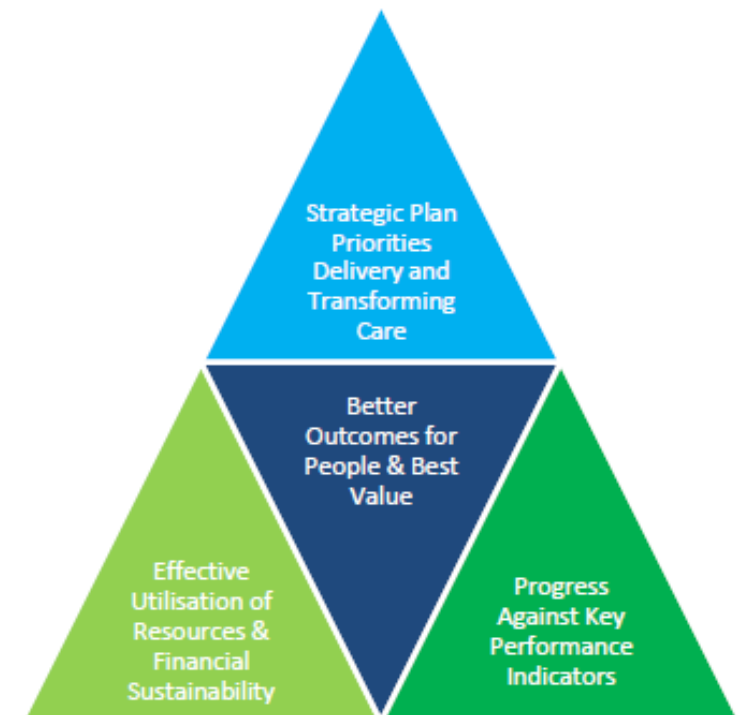 Strategic Plan
Priorities
Delivery and
Transforming
Care
Better
Outcomes for
People & Best
Value
Effective
Utilisation of
Resources &
Financial
Sustainability
Progress
Against Key
Performance
Indicators